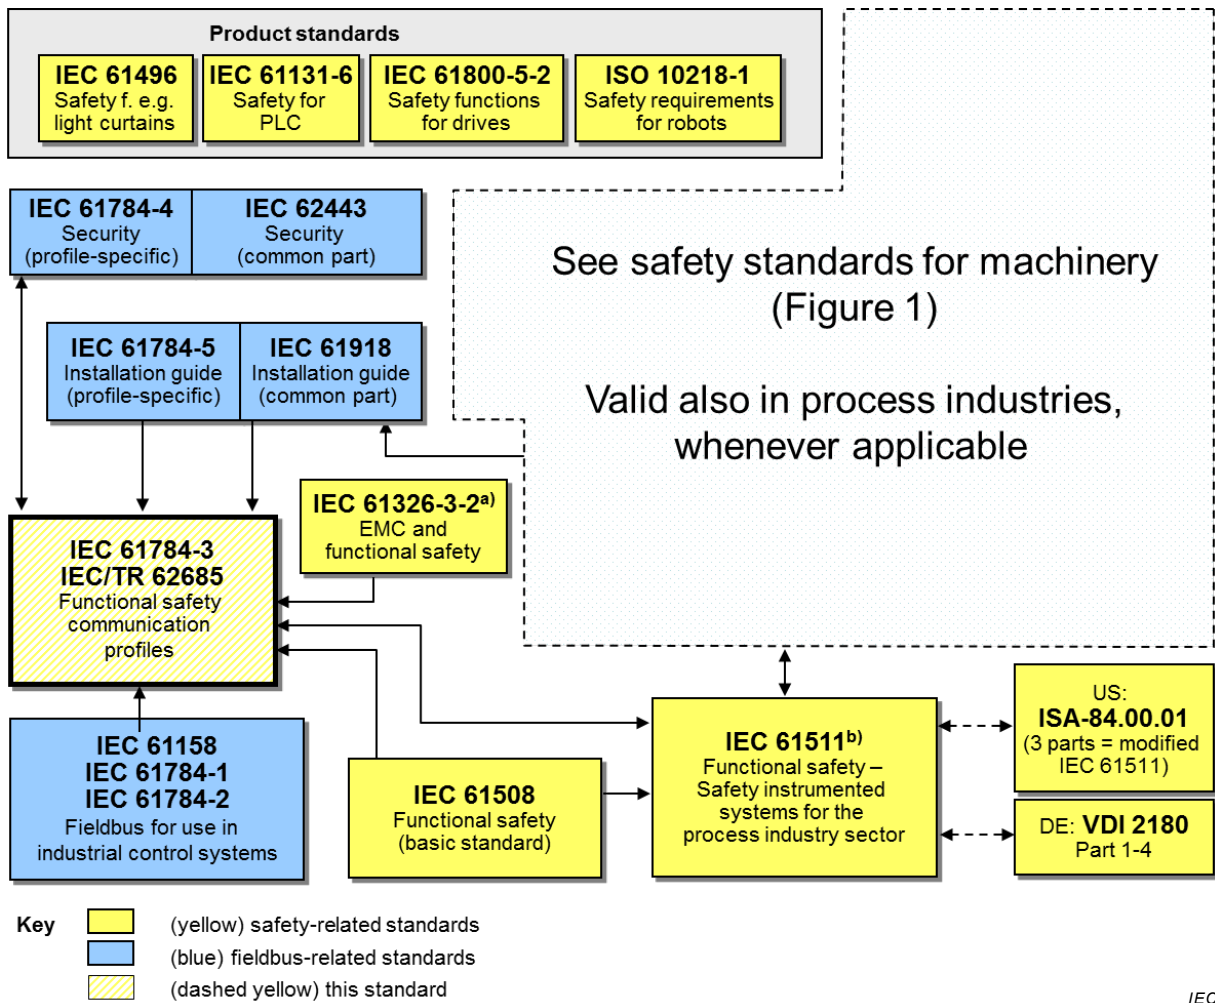 Product standards
IEC 61496
Safety f. e.g.
light curtains
IEC 61131-6
Safety for
PLC
IEC 61800-5-2
Safety functions
for drives
ISO 10218-1
Safety requirements
for robots
IEC 61784-4
Security
(profile-specific)
IEC 62443
Security
(common part)
See safety standards for machinery
(Figure 1)
Valid also in process industries,
whenever applicable
IEC 61784-5
Installation guide
(profile-specific)
IEC 61918
Installation guide
(common part)
IEC 61326-3-2a)
EMC and
functional safety
IEC 61784-3
IEC/TR 62685
Functional safety
communication
profiles
IEC 61158
IEC 61784-1
IEC 61784-2
Fieldbus for use in
industrial control systems
IEC 61508
Functional safety
(basic standard)
IEC 61511b)
Functional safety –
Safety instrumented
systems for the
process industry sector
US:
ISA-84.00.01
(3 parts = modified
IEC 61511)
DE: VDI 2180
Part 1-4
Key
(yellow) safety-related standards
(blue) fieldbus-related standards
(dashed yellow) this standard
IEC